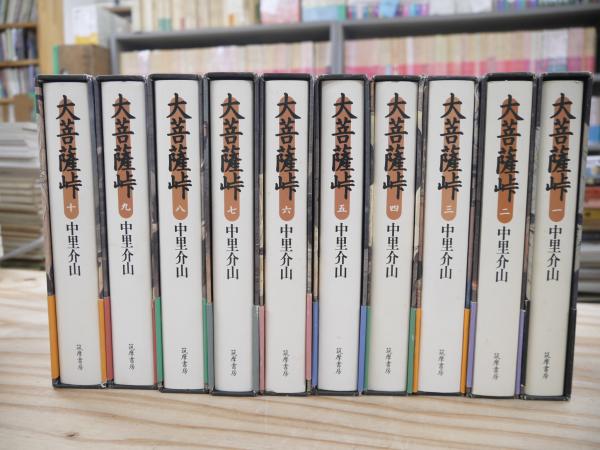 大菩薩峠 十 中里介山 筑摩書房
大菩薩峠 九 中里介山 筑摩書房
大菩薩峠 八 中里介山 筑摩書房
大菩薩峠 七 中里介山 筑摩書房
大菩薩峠 六 中里介山 筑摩書房
大菩薩峠 五 中里介山 筑摩書房
大菩薩峠 四 中里介山 筑摩書房
大菩薩峠 三 中里介山 筑摩書房
大菩薩峠 二 中里介山 筑摩書房
大菩薩峠 一 中里介山 筑摩書房